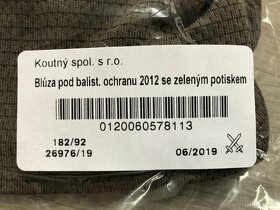 Koutný spol. s r.o.
Blůza pod balist. ochranu 2012 se zeleným potiskem
0120060578113
182/92
26976/19
06/2019